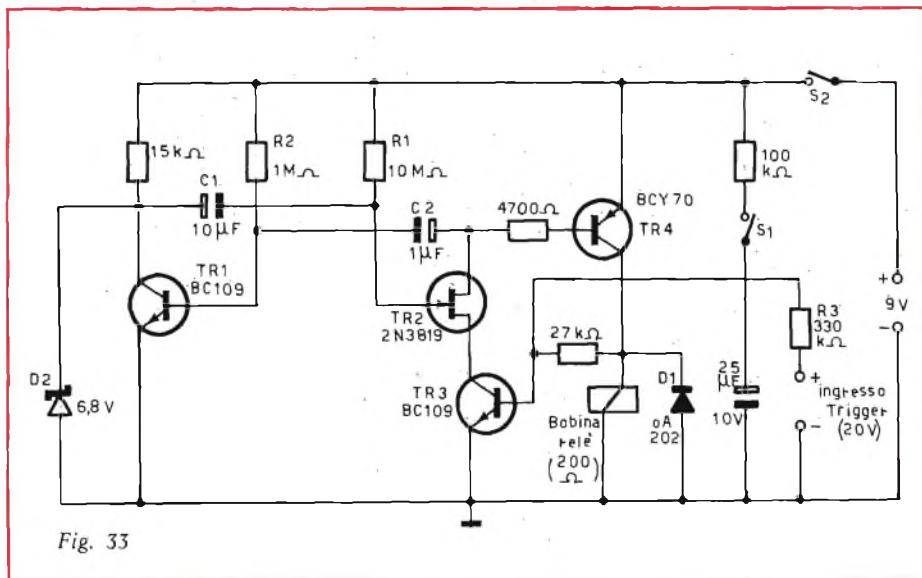 15kΩ
R2
1MΩ
R1
10MΩ
S2
C1
10µF
C2
1µF
4700Ω
BCY70
TR4
100
kΩ
S1
TR1
BC109
TR2
2N3819
27kΩ
R3
330
kΩ
+
9V
-
D2
6,8V
TR3
BC109
Bobina
relè
(200
Ω)
D1
oA
202
25
µF
10V
+
-
ingresso
Trigger
(20V)
Fig. 33